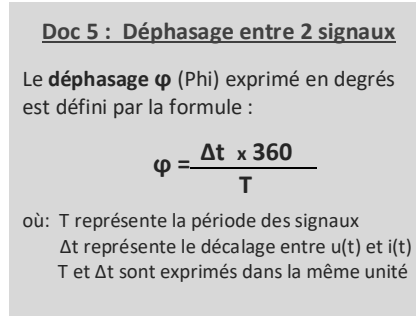 Doc 5 : Déphasage entre 2 signaux
Le déphasage φ (Phi) exprimé en degrés
est défini par la formule :
φ = Δt x 360
T
où: T représente la période des signaux
Δt représente le décalage entre u(t) et i(t)
T et Δt sont exprimés dans la même unité